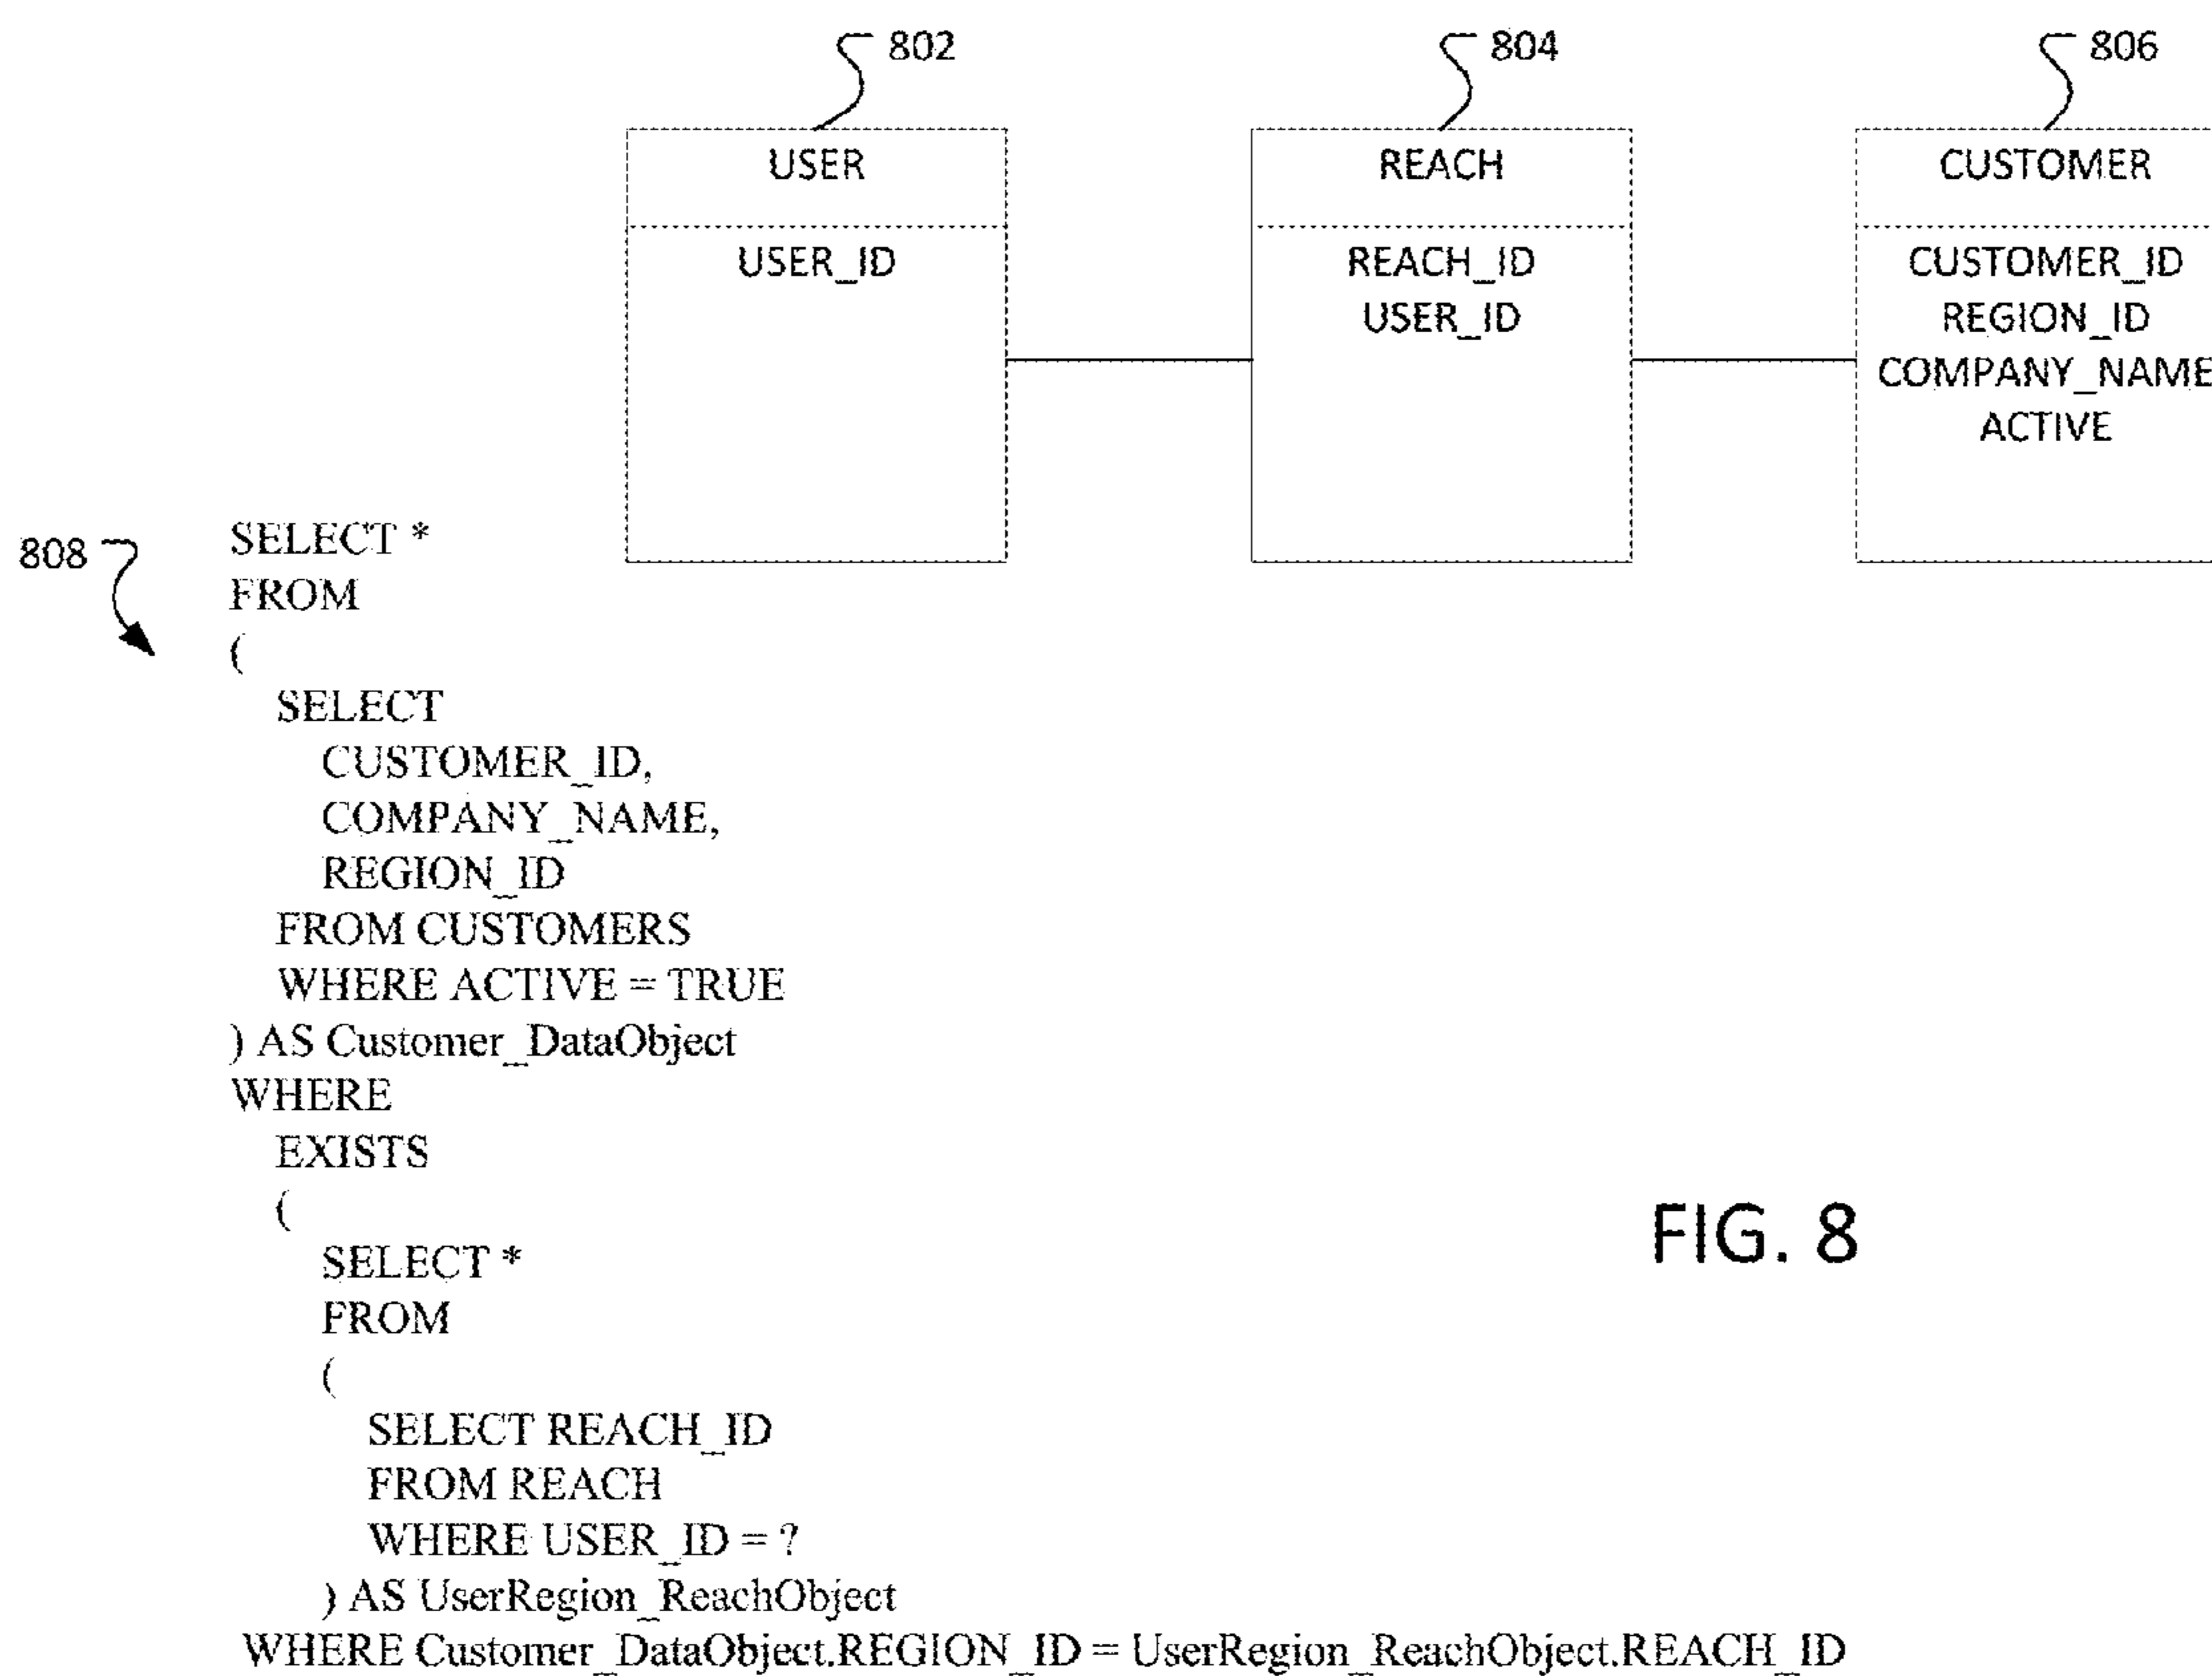 802
804
806
USER
REACH
CUSTOMER
USER_ID
REACH_ID
USER_ID
CUSTOMER_ID
REGION_ID
COMPANY_NAME
ACTIVE
808
SELECT *
FROM
(
SELECT
CUSTOMER_ID,
COMPANY_NAME,
REGION_ID
FROM CUSTOMERS
WHERE ACTIVE = TRUE
) AS Customer_DataObject
WHERE
EXISTS
(
SELECT *
FROM
(
SELECT REACH_ID
FROM REACH
WHERE USER_ID = ?
) AS UserRegion_ReachObject
WHERE Customer_DataObject.REGION_ID = UserRegion_ReachObject.REACH_ID
FIG. 8